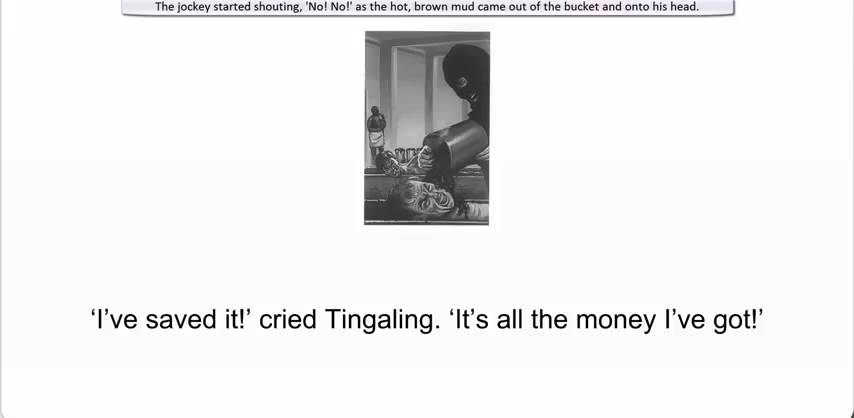 The jockey started shouting, 'No! No!' as the hot, brown mud came out of the bucket and onto his head.
‘I’ve saved it!’ cried Tingaling. ‘It’s all the money I’ve got!’